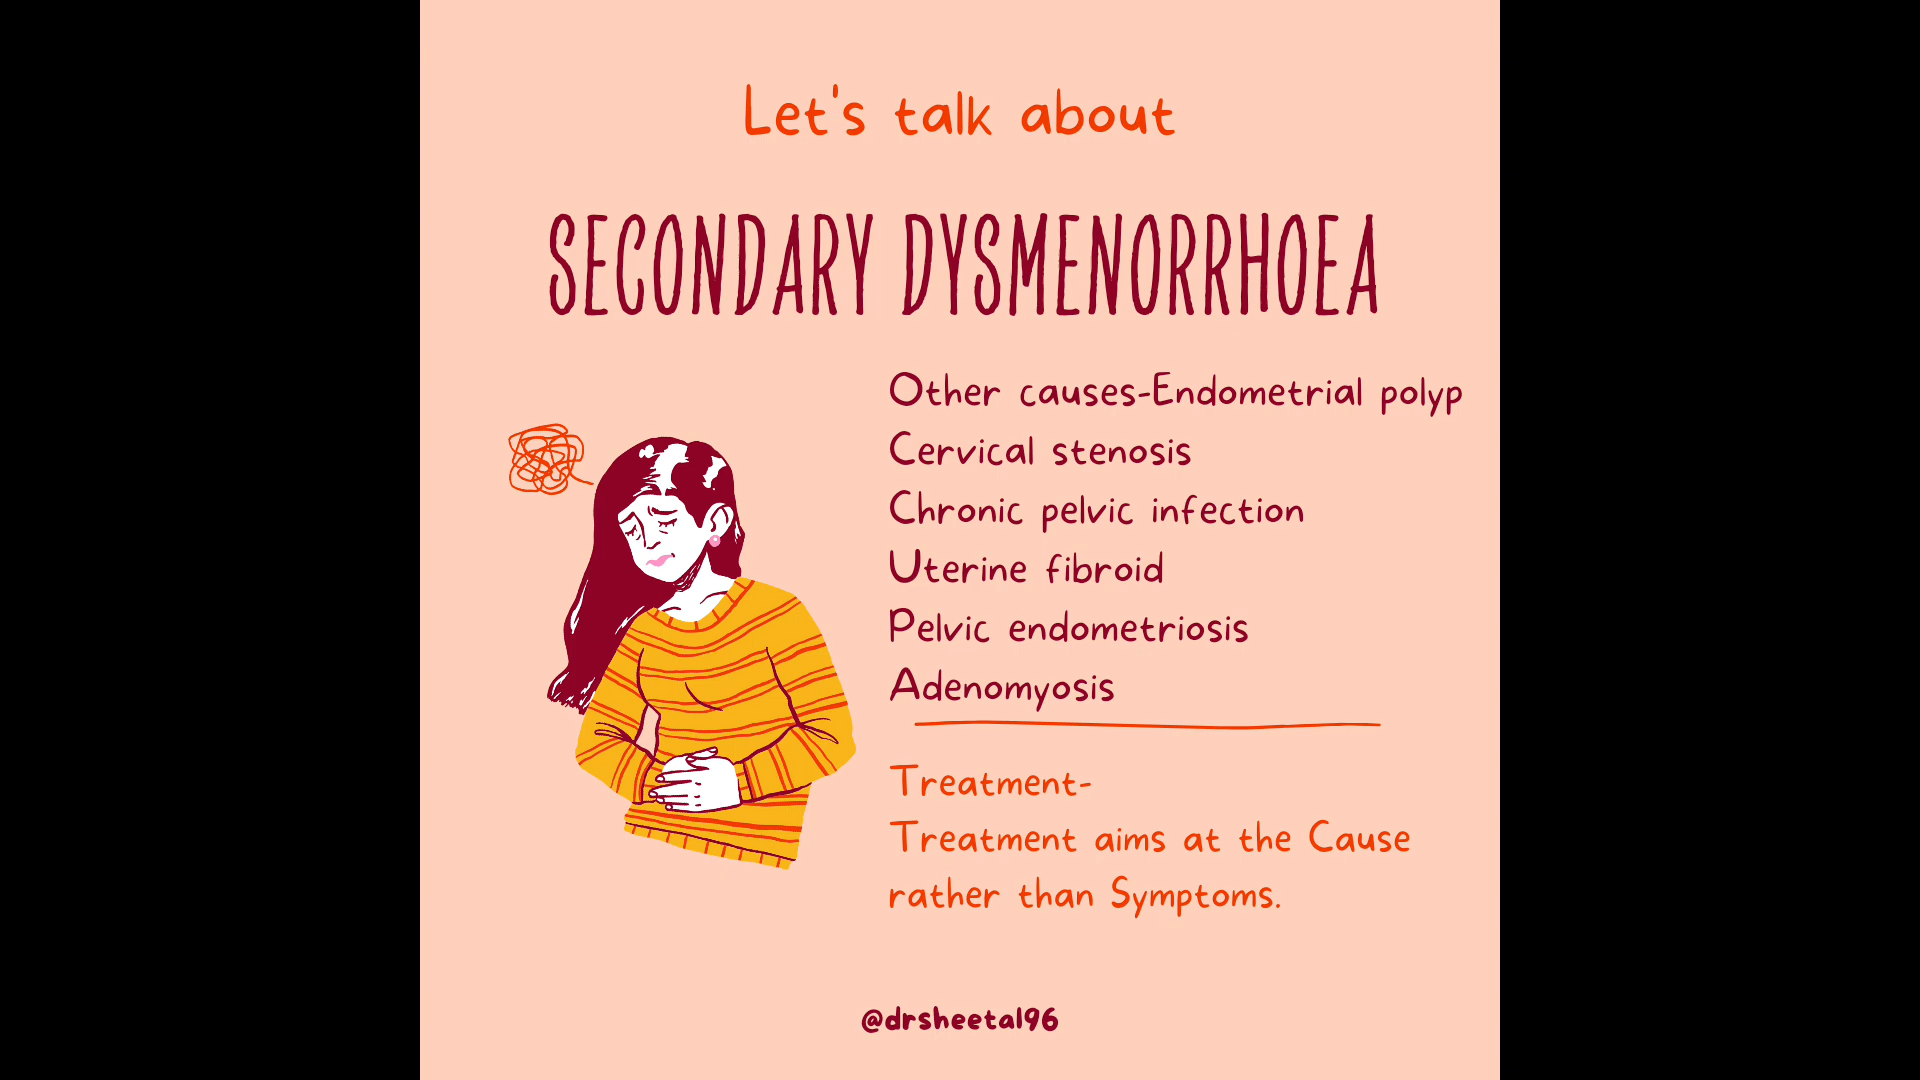 Let's talk about
SECONDARY DYSMENORRHOEA
Other causes-Endometrial polyp
Cervical stenosis
Chronic pelvic infection
Uterine fibroid
Pelvic endometriosis
Adenomyosis
Treatment-
Treatment aims at the Cause
rather than Symptoms.
@drsheetal96